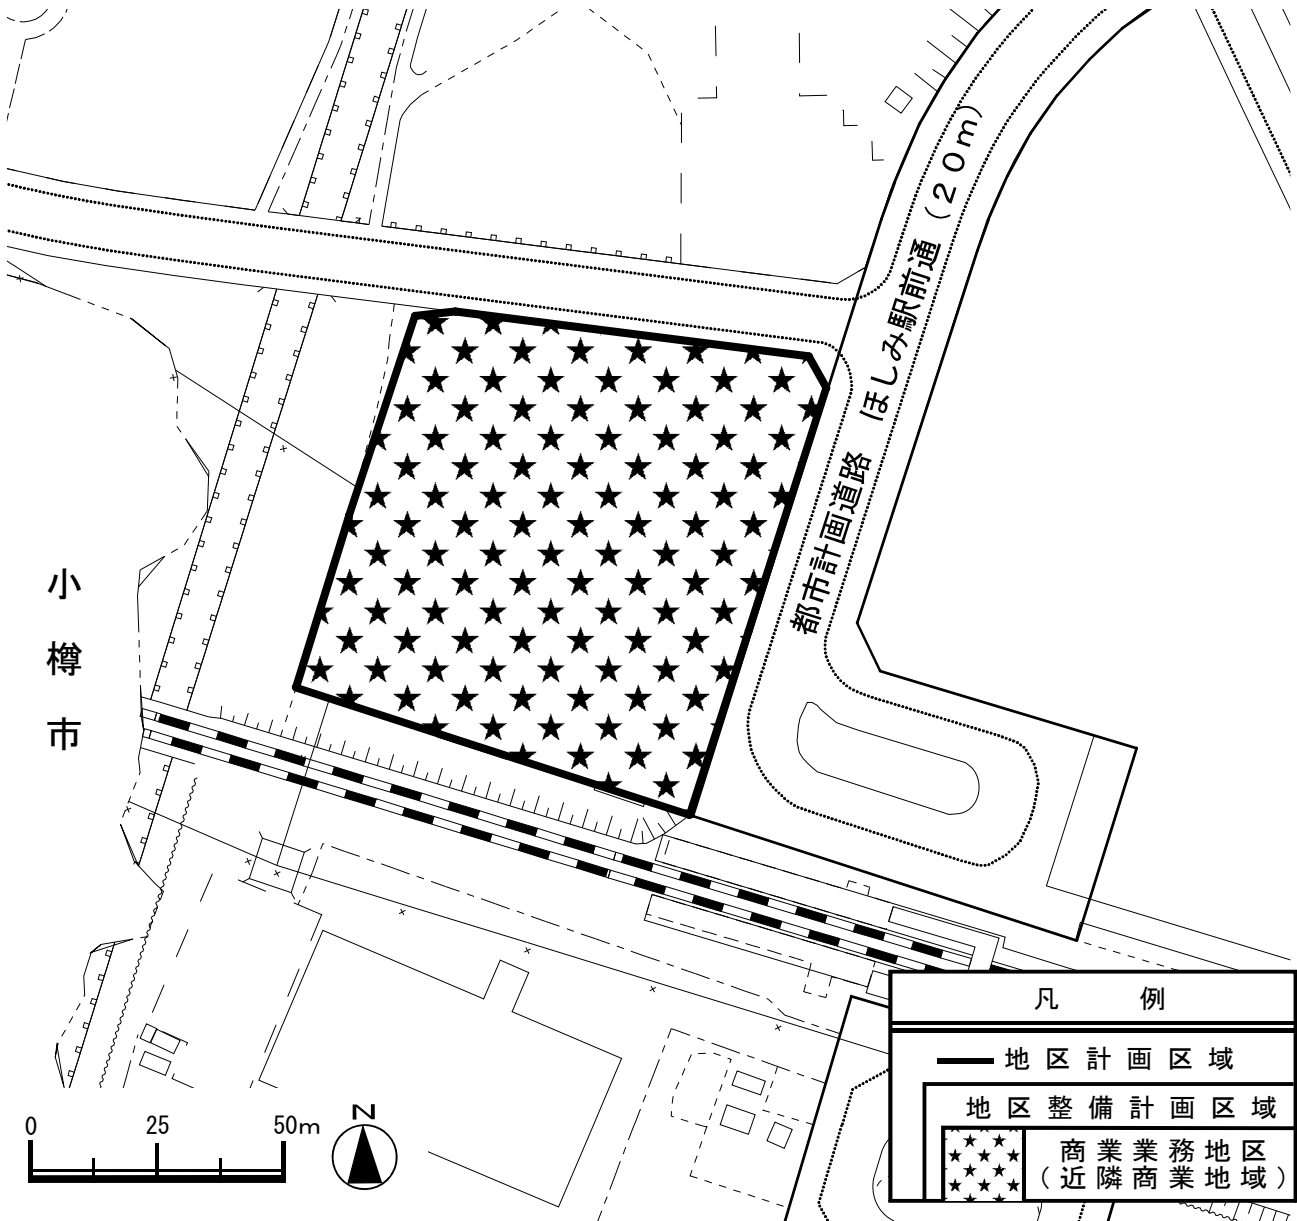 都市計画道路 ほしみ駅前通（20m）
小樽市
0 25 50m
N
凡例
地区計画区域
地区整備計画区域
商業業務地区
（近隣商業地域）